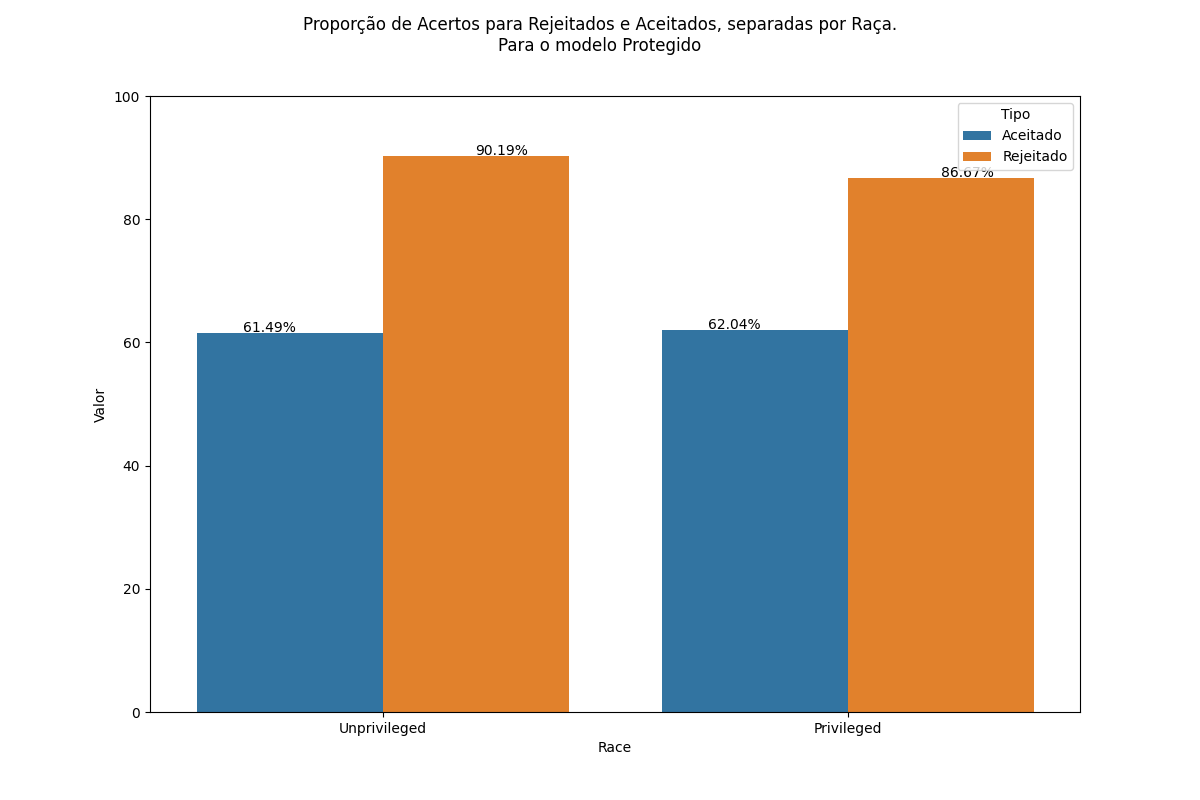 Proporção de Acertos para Rejeitados e Aceitados, separadas por Raça.
Para o modelo Protegido
100
80
60
40
20
0
Valor
Tipo
Aceitado
Rejeitado
61.49%
90.19%
62.04%
86.67%
Unprivileged
Privileged
Race